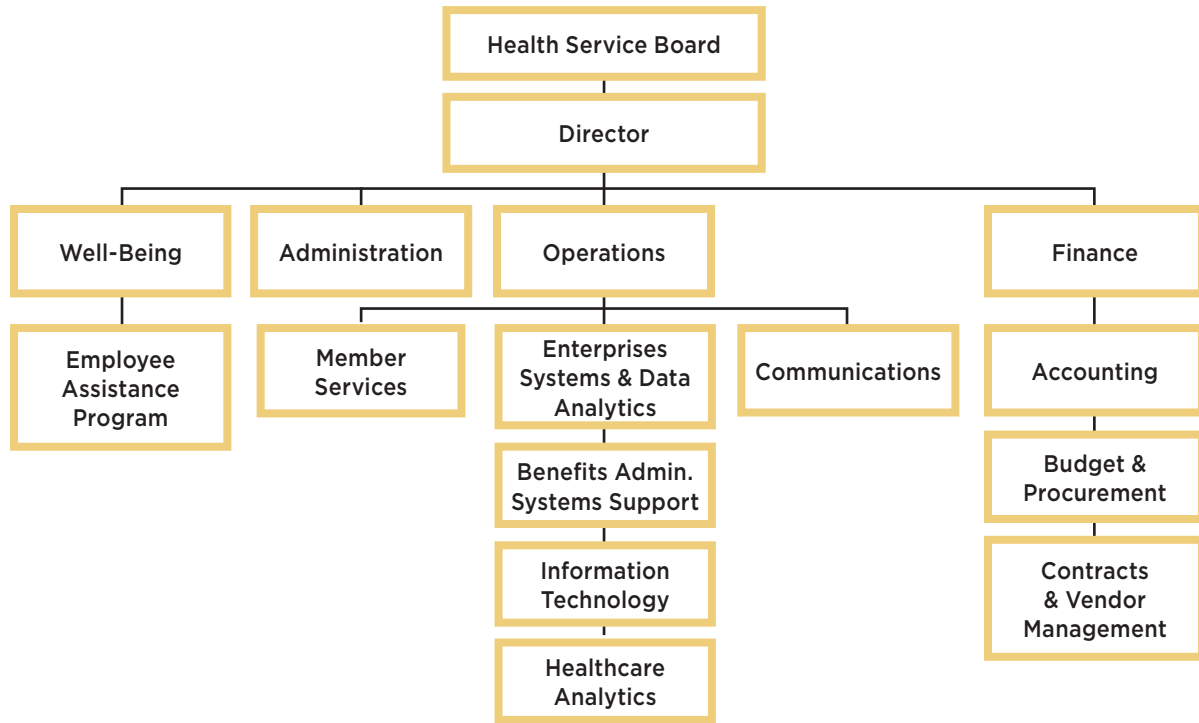 Health Service Board
Director
Well-Being
Administration
Operations
Finance
Employee
Assistance
Program
Member
Services
Enterprises
Systems & Data
Analytics
Communications
Accounting
Benefits Admin.
Systems Support
Budget &
Procurement
Information
Technology
Contracts
& Vendor
Management
Healthcare
Analytics